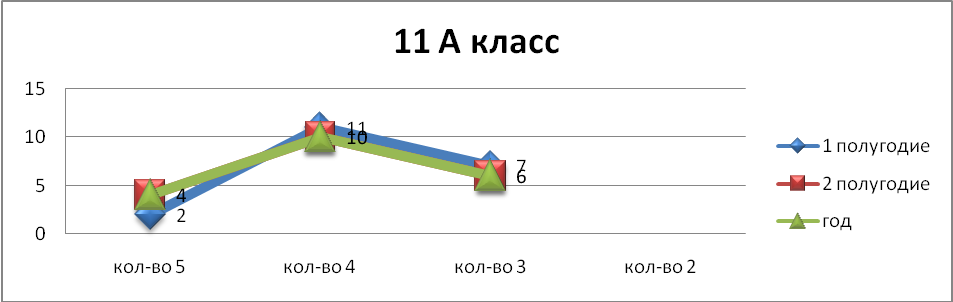 11 А класс
15
10
5
0
11
10
7
6
4
2
кол-во 5
кол-во 4
кол-во 3
кол-во 2
1 полугодие
2 полугодие
год